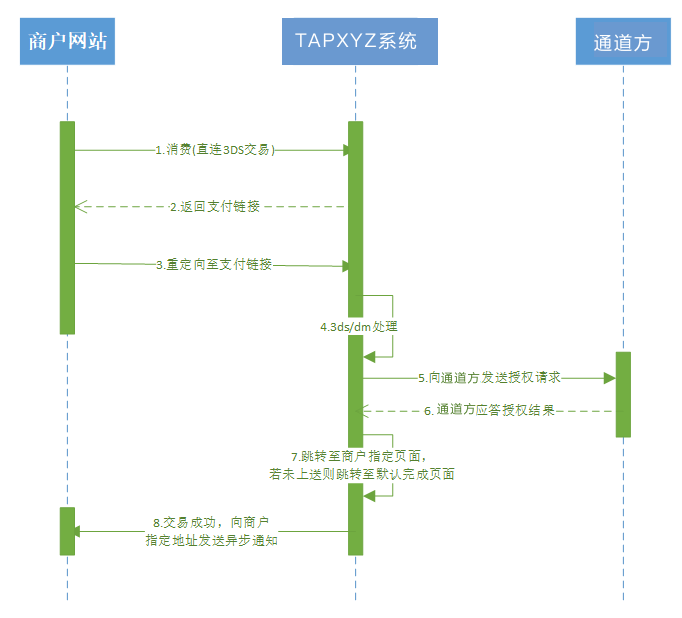 商户网站
TAPXYZ系统
通道方
1.消费(直连3DS交易)
2.返回支付链接
3.重定向至支付链接
4.3ds/dm处理
5.向通道方发送授权请求
6. 通道方应答授权结果
7.跳转至商户指定页面，
若未上送则跳转至默认完成页面
8.交易成功，向商户
指定地址发送异步通知